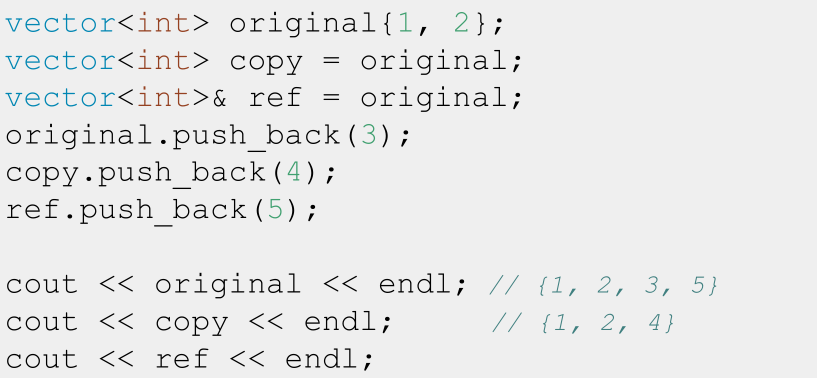 vector<int> original{1, 2};
vector<int> copy = original;
vector<int>& ref = original;
original.push_back(3);
copy.push_back(4);
ref.push_back(5);

cout << original << endl; // {1, 2, 3, 5}
cout << copy << endl;     // {1, 2, 4}
cout << ref << endl;